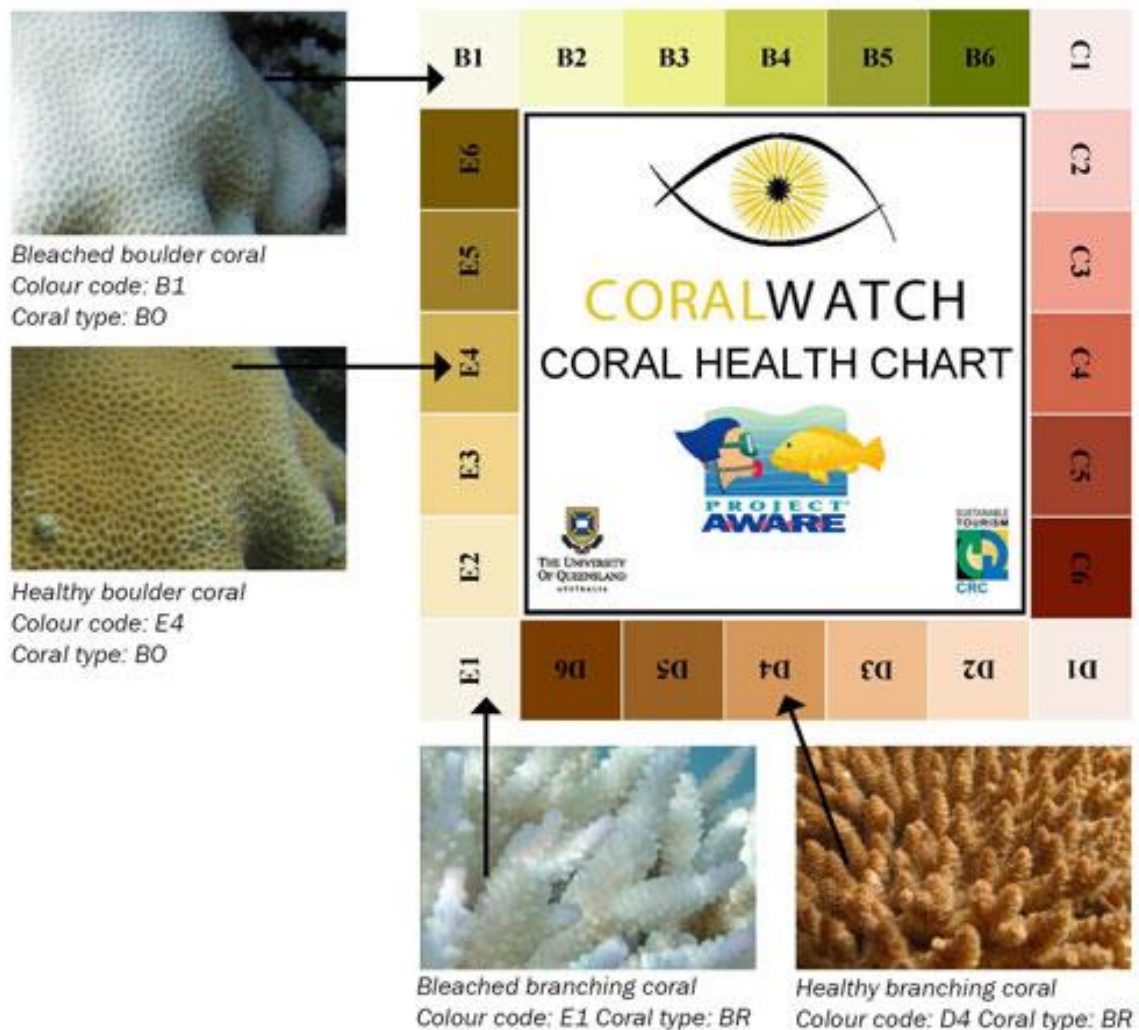 B1 B2 B3 B4 B5 B6 C1
C2
C3
C4
C5
C6
D1
D2
D3
D4
D5
D6
E1
E2
E3
E4
E5
E6
CORALWATCH
CORAL HEALTH CHART
PROJECT
AWARE
THE UNIVERSITY
OF QUEENSLAND
AUSTRALIA
SUSTAINABLE
TOURISM
CRC
Bleached boulder coral
Colour code: B1
Coral type: BO
Healthy boulder coral
Colour code: E4
Coral type: BO
Bleached branching coral
Colour code: E1 Coral type: BR
Healthy branching coral
Colour code: D4 Coral type: BR